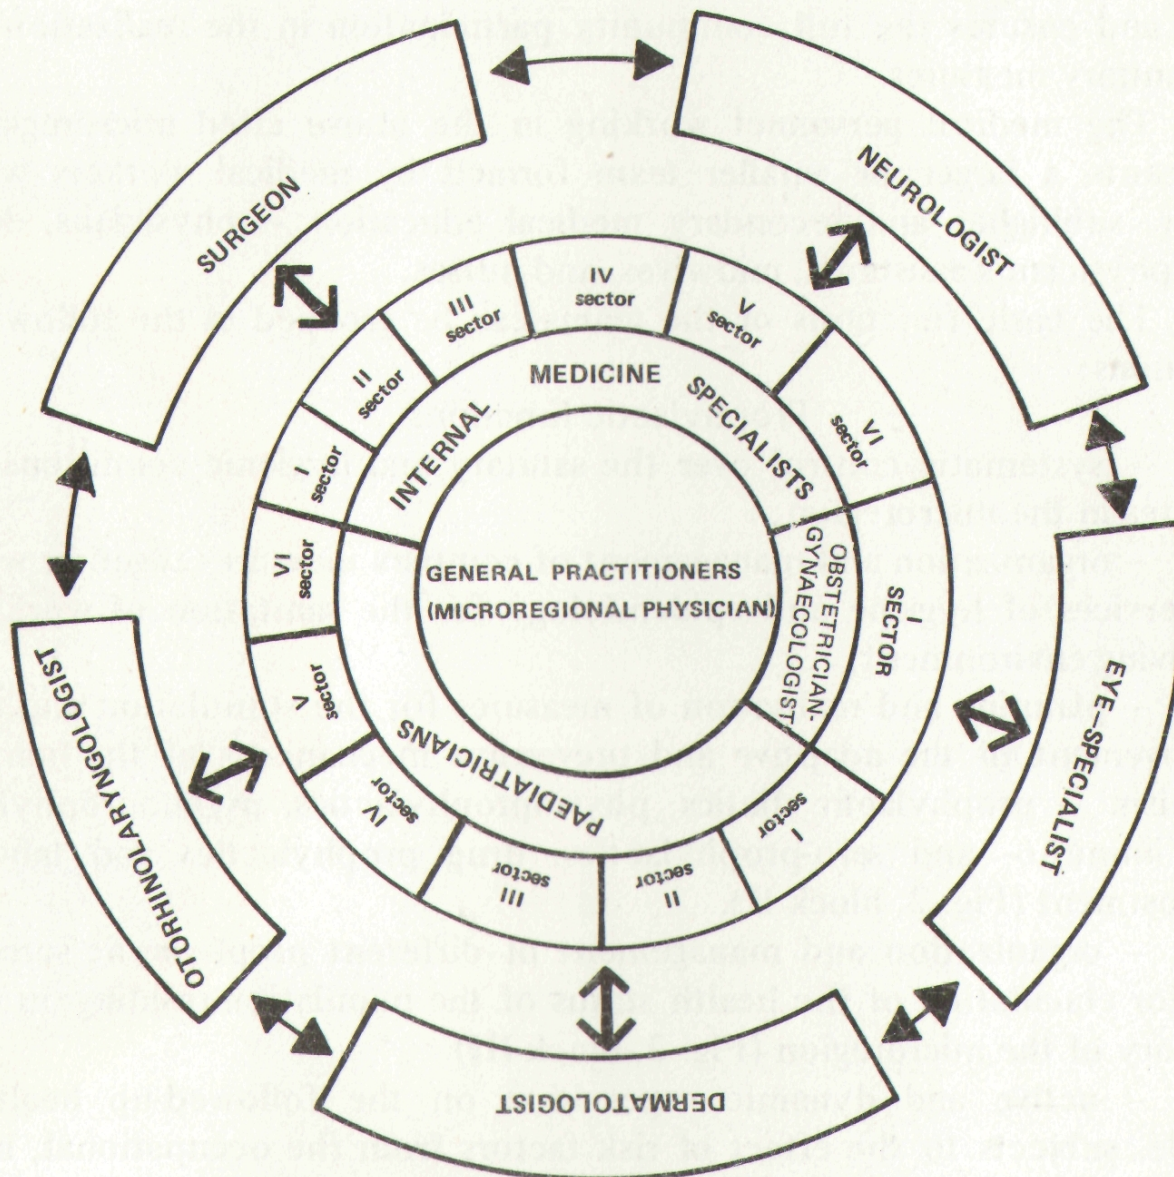 SURGEON
NEUROLOGIST
EYE-SPECIALIST
DERMATOLOGIST
OTORHINOLARYNGOLOGIST
sector
II
sector
III
sector
IV
sector
V
sector
VI
sector
I
SECTOR
I
sector
II
sector
III
sector
IV
sector
V
sector
VI
sector
INTERNAL MEDICINE SPECIALISTS
OBSTETRICIAN-
GYNAECOLOGIST
PAEDIATRICIANS
GENERAL PRACTITIONERS
(MICROREGIONAL PHYSICIAN)